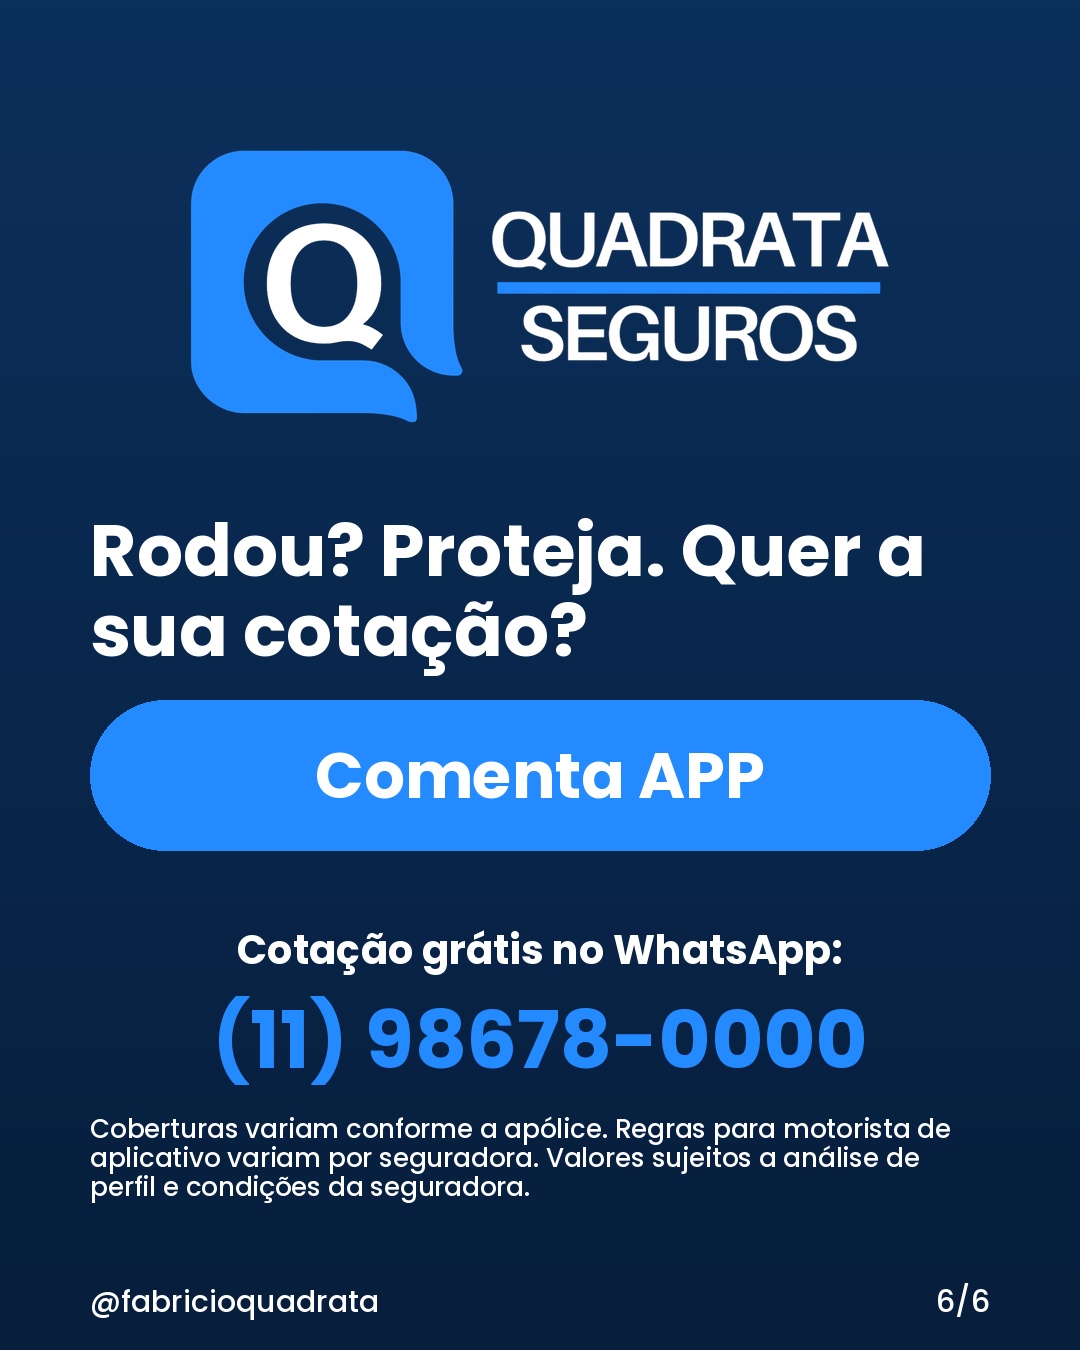 Q
QUADRATA
SEGUROS
Rodou? Proteja. Quer a
sua cotação?
Comenta APP
Cotação grátis no WhatsApp:
(11) 98678-0000
Coberturas variam conforme a apólice. Regras para motorista de
aplicativo variam por seguradora. Valores sujeitos a análise de
perfil e condições da seguradora.
@fabricioquadrata
6/6